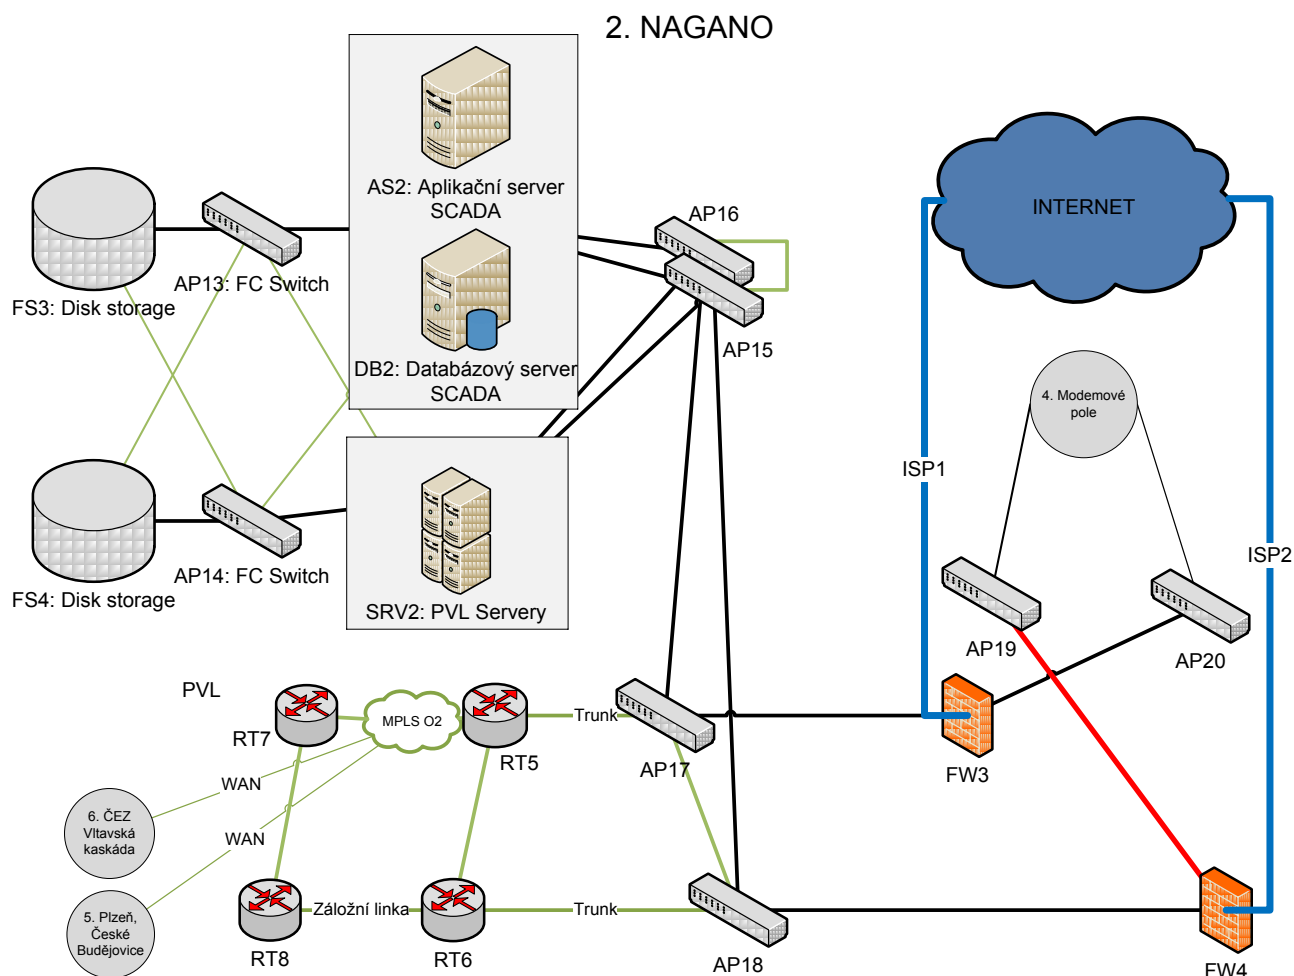 2. NAGANO
AS2: Aplikační server
SCADA
AP16
INTERNET
AP13: FC Switch
FS3: Disk storage
AP15
DB2: Databázový server
SCADA
4. Modemové
pole
ISP1
ISP2
AP14: FC Switch
FS4: Disk storage
SRV2: PVL Servery
AP19
AP20
PVL
RT7
MPLS O2
RT5
Trunk
AP17
FW3
WAN
6. ČEZ
Vltavská
kaskáda
WAN
5. Plzeň,
České
Budějovice
Záložní linka
Trunk
RT8
RT6
AP18
FW4